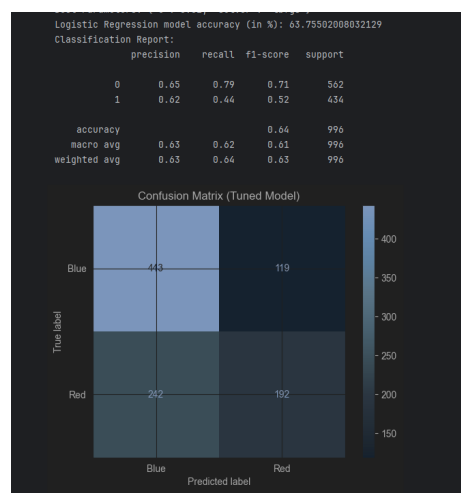 Logistic Regression model accuracy (in %): 63.75502008032129
Classification Report:
precision recall f1-score support
0 0.65 0.79 0.71 562
1 0.62 0.44 0.52 434
accuracy 0.64 996
macro avg 0.63 0.62 0.61 996
weighted avg 0.63 0.64 0.63 996
Confusion Matrix (Tuned Model)
Blue 443 119
Red 242 192
Blue Red
Predicted label
True label
400
350
300
250
200
150